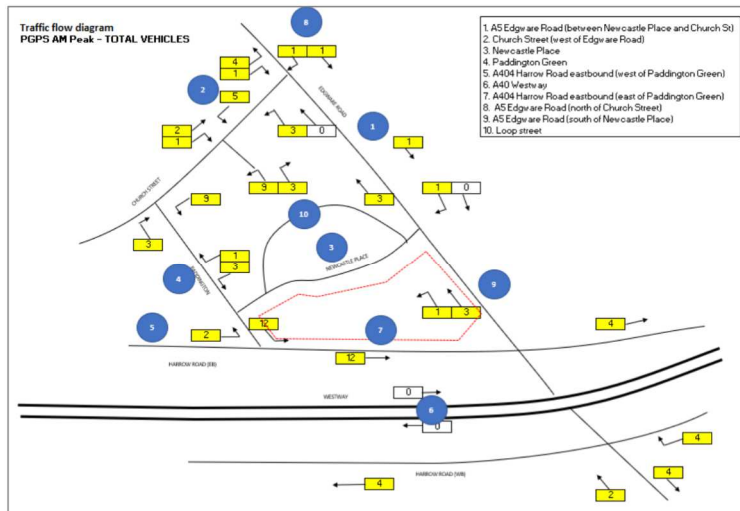 Traffic flow diagram
PGPS AM Peak - TOTAL VEHICLES
1. A5 Edgware Road (between Newcastle Place and Church St)
2. Church Street (west of Edgware Road)
3. Newcastle Place
4. Paddington Green
5. A404 Harrow Road eastbound (west of Paddington Green)
6. A40 Westway
7. A404 Harrow Road eastbound (east of Paddington Green)
8. A5 Edgware Road (north of Church Street)
9. A5 Edgware Road (south of Newcastle Place)
10. Loop street
8
1 1
4
1
2
5
EDGWARE ROAD
1
2
1
3 0
1
9 3
1 0
CHURCH STREET
9
3
10
3
3
1
3
NEWCASTLE PLACE
4
PADDINGTON
9
1 3
5
2
12
7
4
12
HARROW ROAD (EB)
0
WESTWAY
6
0
4
4
HARROW ROAD (WB)
4
2